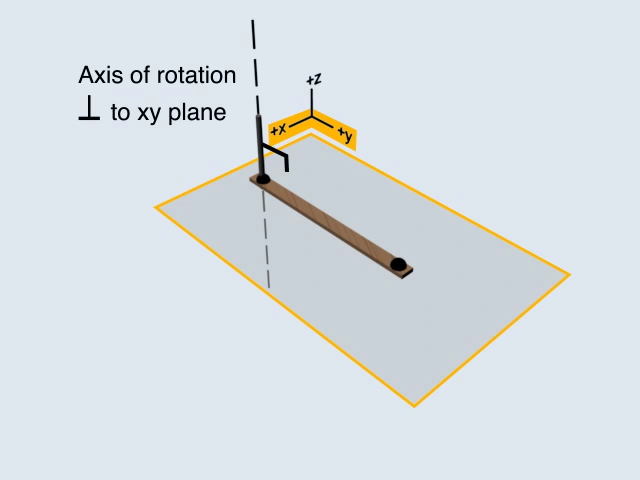 Axis of rotation
⊥ to xy plane
+z
+x
+y